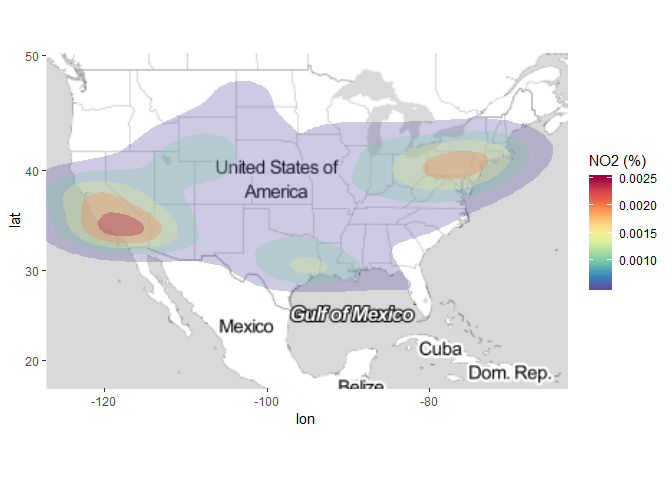 50
40
30
20
lat
United States of
America
Gulf of Mexico
Mexico
Cuba
Dom. Rep.
Belize
-120
-100
-80
lon
NO2 (%)
0.0025
0.0020
0.0015
0.0010